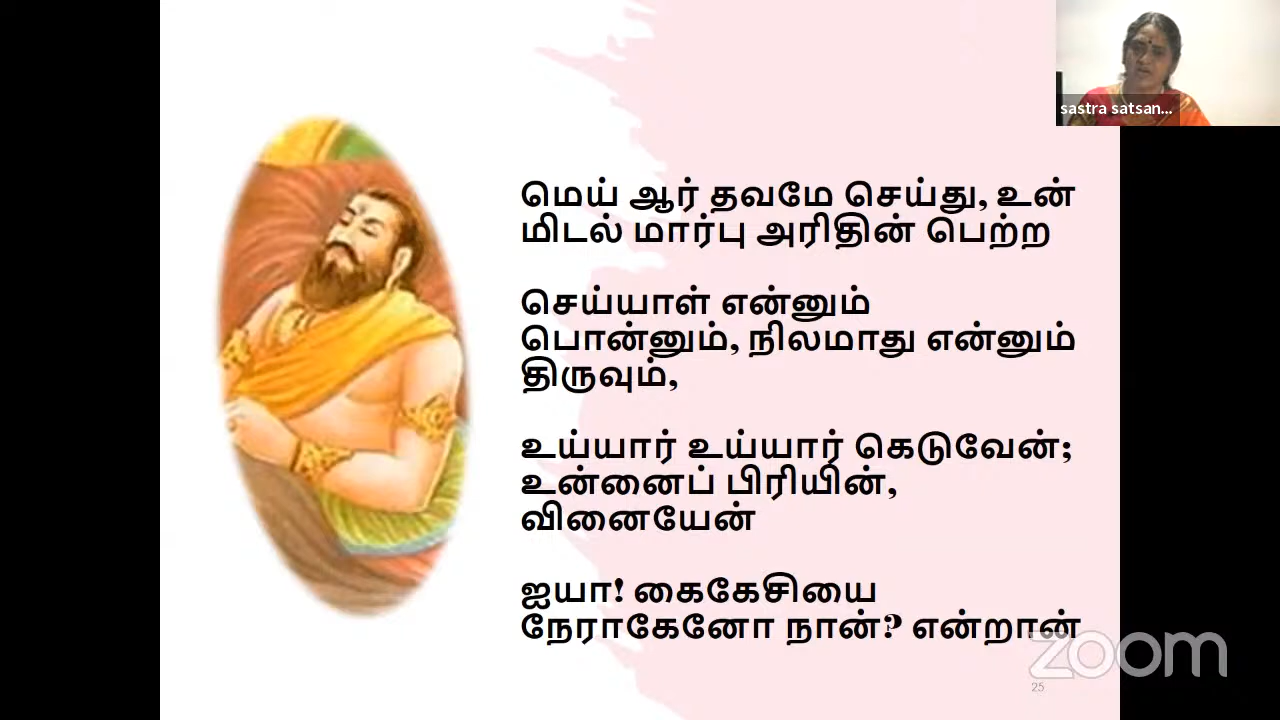 sastra satsan...
மெய் ஆர் தவமே செய்து, உன்
மிடல் மார்பு அரிதின் பெற்ற
செய்யாள் என்னும்
பொன்னும், நிலமாது என்னும்
திருவும்,
உய்யார் உய்யார் கெடுவேன்;
உன்னைப் பிரியின்,
வினையேன்
ஐயா! கைகேசியை
நேராகேனோ நான்? என்றான்
zoom
25